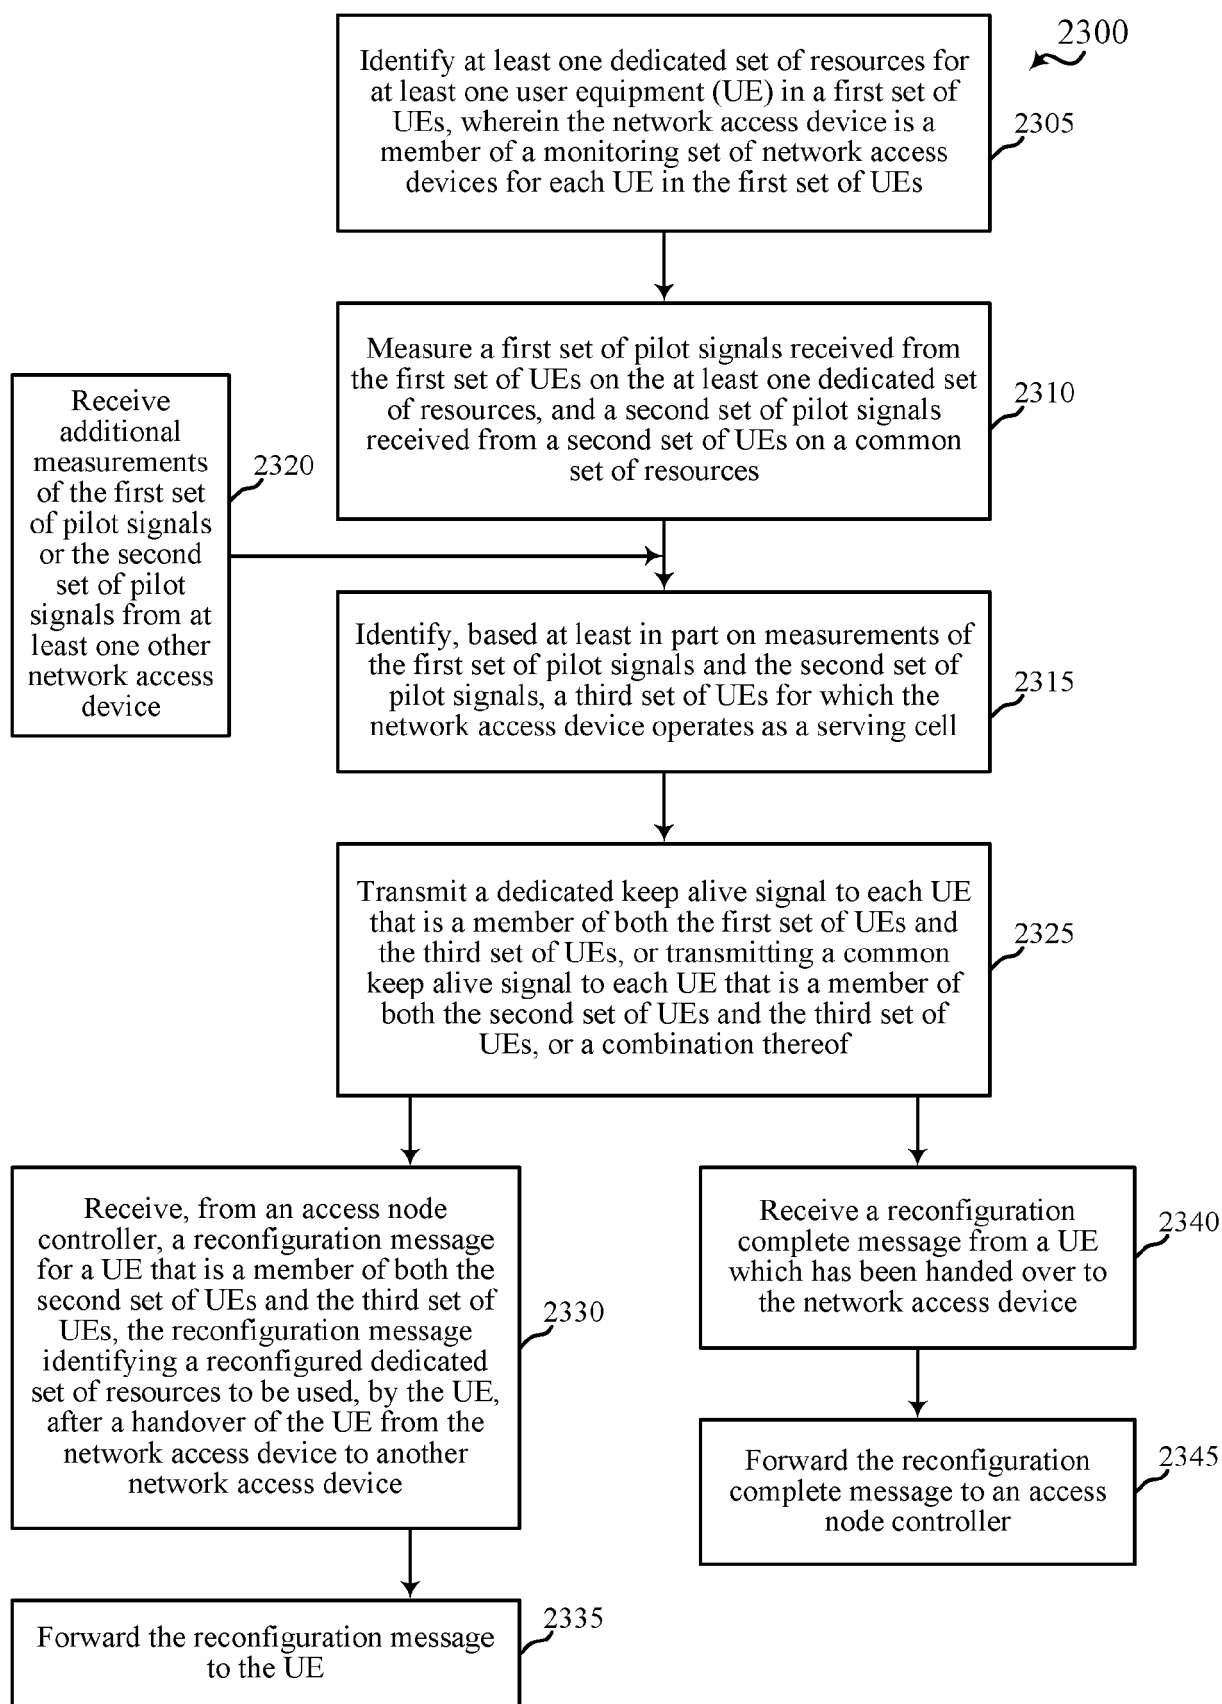 2300
Identify at least one dedicated set of resources for
at least one user equipment (UE) in a first set of
UEs, wherein the network access device is a
member of a monitoring set of network access
devices for each UE in the first set of UEs
2305
Measure a first set of pilot signals received from
the first set of UEs on the at least one dedicated set
of resources, and a second set of pilot signals
received from a second set of UEs on a common
set of resources
2310
Receive
additional
measurements
of the first set
of pilot signals
or the second
set of pilot
signals from at
least one other
network access
device
2320
Identify, based at least in part on measurements of
the first set of pilot signals and the second set of
pilot signals, a third set of UEs for which the
network access device operates as a serving cell
2315
Transmit a dedicated keep alive signal to each UE
that is a member of both the first set of UEs and
the third set of UEs, or transmitting a common
keep alive signal to each UE that is a member of
both the second set of UEs and the third set of
UEs, or a combination thereof
2325
Receive, from an access node
controller, a reconfiguration message
for a UE that is a member of both the
second set of UEs and the third set of
UEs, the reconfiguration message
identifying a reconfigured dedicated
set of resources to be used, by the UE,
after a handover of the UE from the
network access device to another
network access device
2330
Forward the reconfiguration message
to the UE
2335
Receive a reconfiguration
complete message from a UE
which has been handed over to
the network access device
2340
Forward the reconfiguration
complete message to an access
node controller
2345